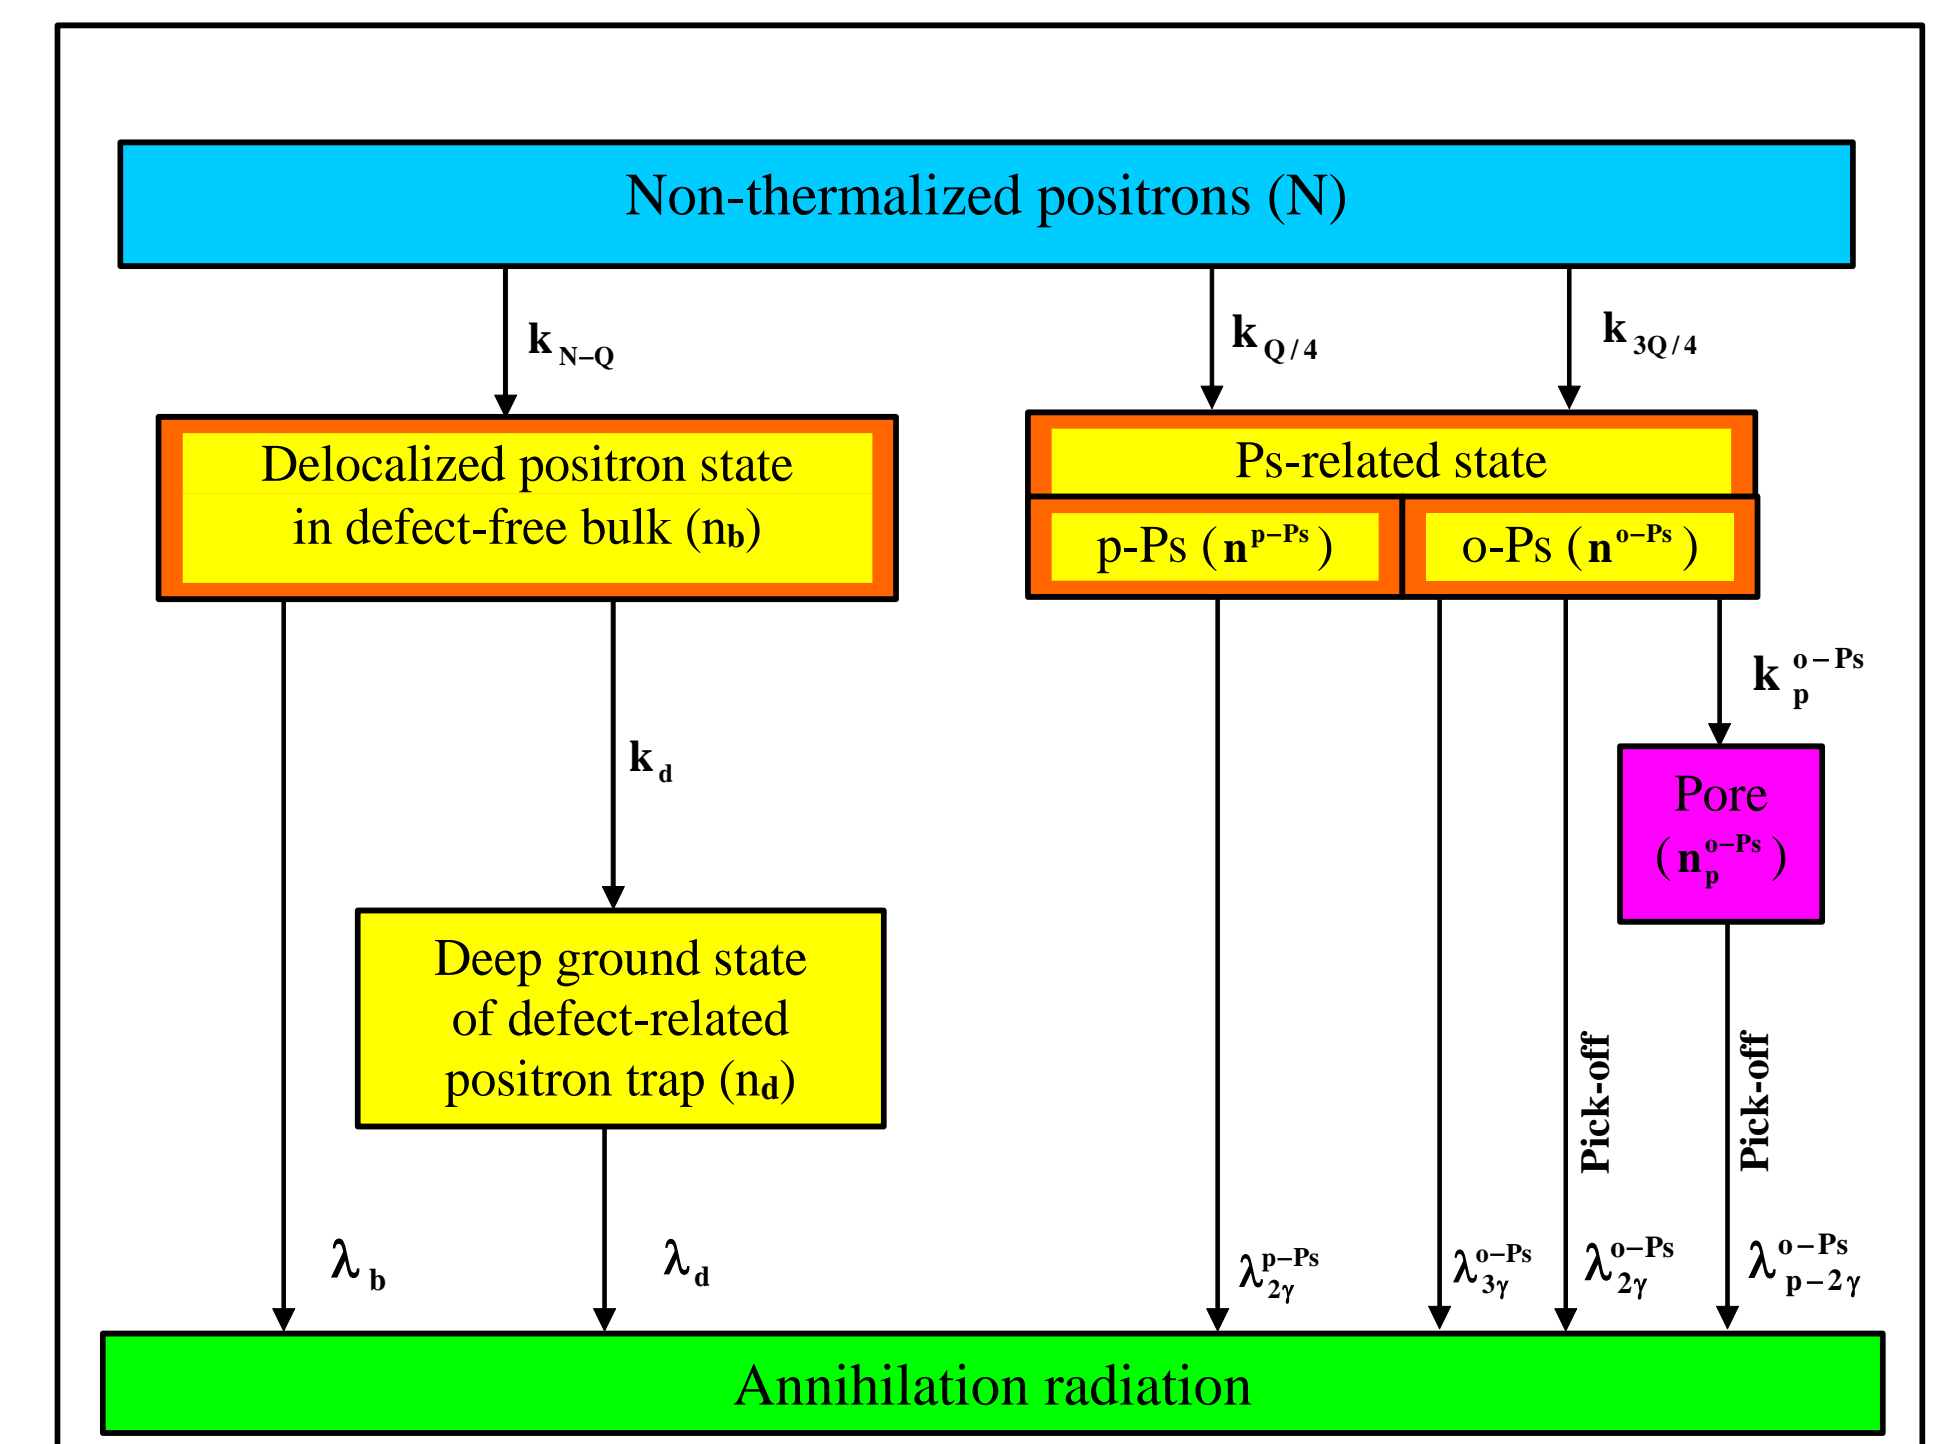 Non-thermalized positrons (N)
k N−Q
k Q/4
k 3Q/4
Delocalized positron state
in defect-free bulk (nb)
Ps-related state
p-Ps (n p−Ps)
o-Ps (n o−Ps)
k p o−Ps
k d
Pore
(n p o−Ps)
Deep ground state
of defect-related
positron trap (nd)
Pick-off
Pick-off
λ b
λ d
λ 2γ p−Ps
λ 3γ o−Ps
λ 2γ o−Ps
λ p−2γ o−Ps
Annihilation radiation